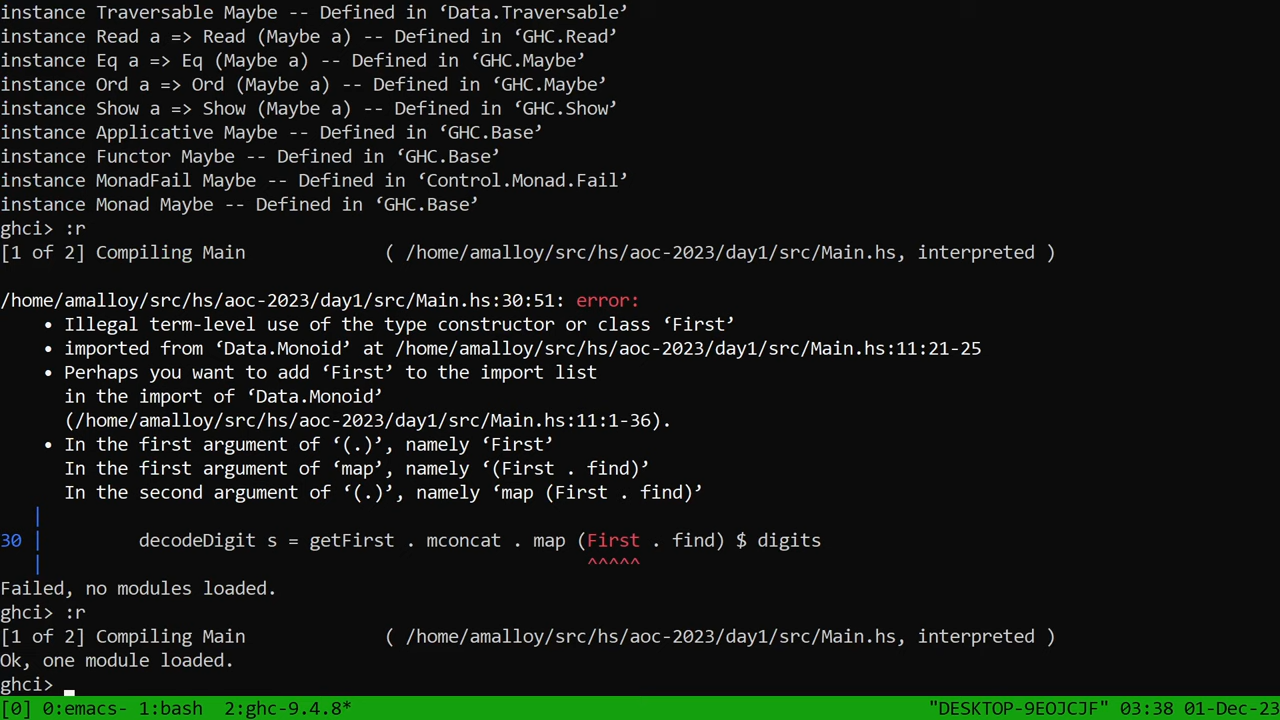 instance Traversable Maybe -- Defined in ‘Data.Traversable’
instance Read a => Read (Maybe a) -- Defined in ‘GHC.Read’
instance Eq a => Eq (Maybe a) -- Defined in ‘GHC.Maybe’
instance Ord a => Ord (Maybe a) -- Defined in ‘GHC.Maybe’
instance Show a => Show (Maybe a) -- Defined in ‘GHC.Show’
instance Applicative Maybe -- Defined in ‘GHC.Base’
instance Functor Maybe -- Defined in ‘GHC.Base’
instance MonadFail Maybe -- Defined in ‘Control.Monad.Fail’
instance Monad Maybe -- Defined in ‘GHC.Base’
ghci> :r
[1 of 2] Compiling Main             ( /home/amalloy/src/hs/aoc-2023/day1/src/Main.hs, interpreted )
/home/amalloy/src/hs/aoc-2023/day1/src/Main.hs:30:51: error:
    • Illegal term-level use of the type constructor or class ‘First’
    • imported from ‘Data.Monoid’ at /home/amalloy/src/hs/aoc-2023/day1/src/Main.hs:11:21-25
    • Perhaps you want to add ‘First’ to the import list
      in the import of ‘Data.Monoid’
      (/home/amalloy/src/hs/aoc-2023/day1/src/Main.hs:11:1-36).
    • In the first argument of ‘(.)’, namely ‘First’
      In the first argument of ‘map’, namely ‘(First . find)’
      In the second argument of ‘(.)’, namely ‘map (First . find)’
   |
30 |         decodeDigit s = getFirst . mconcat . map (First . find) $ digits
   |                                                   ^^^^^
Failed, no modules loaded.
ghci> :r
[1 of 2] Compiling Main             ( /home/amalloy/src/hs/aoc-2023/day1/src/Main.hs, interpreted )
Ok, one module loaded.
ghci>
[0] 0:emacs- 1:bash  2:ghc-9.4.8* "DESKTOP-9EOJCJF" 03:38 01-Dec-23